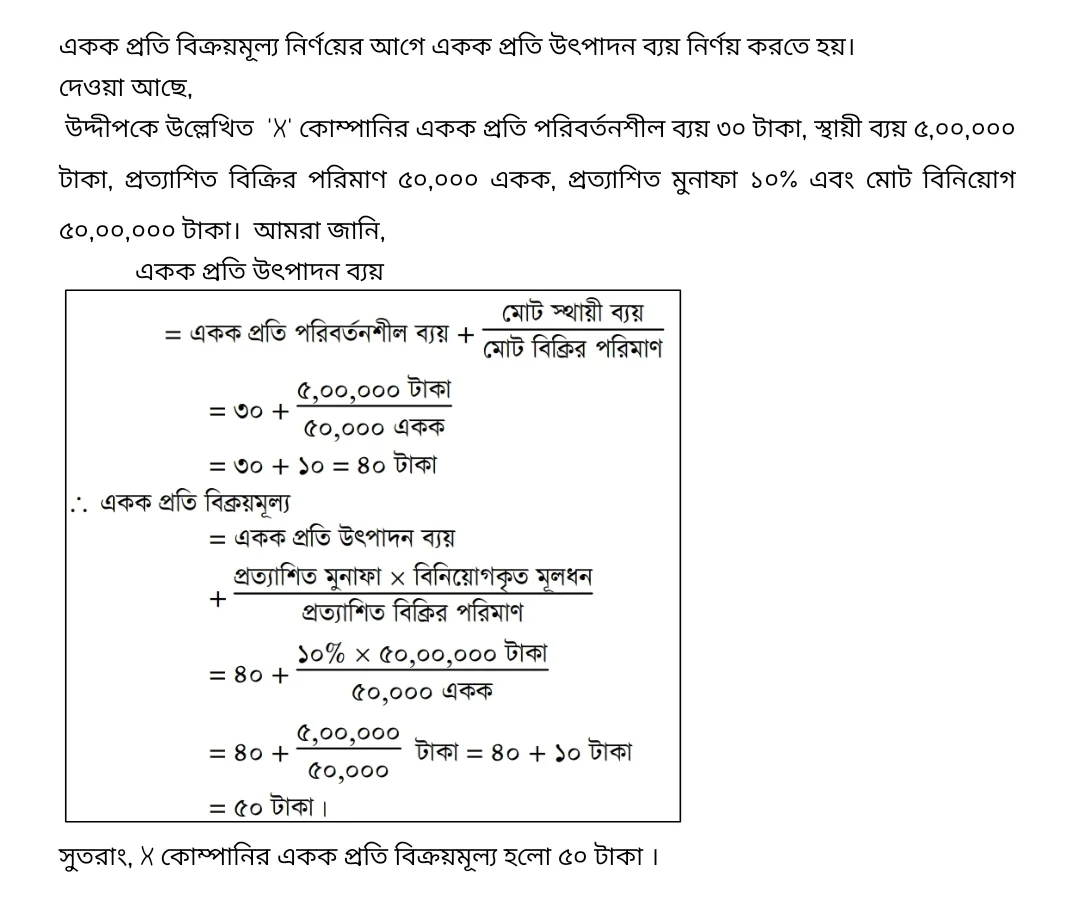 একক প্রতি বিক্রয়মূল্য নির্ণয়ের আগে একক প্রতি উৎপাদন ব্যয় নির্ণয় করতে হয়।
দেওয়া আছে,
উদ্দীপকে উল্লেখিত 'X' কোম্পানির একক প্রতি পরিবর্তনশীল ব্যয় ৩০ টাকা, স্থায়ী ব্যয় ৫,০০,০০০
টাকা, প্রত্যাশিত বিক্রির পরিমাণ ৫০,০০০ একক, প্রত্যাশিত মুনাফা ১০% এবং মোট বিনিয়োগ
৫০,০০,০০০ টাকা। আমরা জানি,
একক প্রতি উৎপাদন ব্যয়
= একক প্রতি পরিবর্তনশীল ব্যয় + মোট স্থায়ী ব্যয়
মোট বিক্রির পরিমাণ
= ৩০ + ৫,০০,০০০ টাকা
৫০,০০০ একক
= ৩০ + ১০ = ৪০ টাকা
∴ একক প্রতি বিক্রয়মূল্য
= একক প্রতি উৎপাদন ব্যয়
+ প্রত্যাশিত মুনাফা × বিনিয়োগকৃত মূলধন
প্রত্যাশিত বিক্রির পরিমাণ
= ৪০ + ১০% × ৫০,০০,০০০ টাকা
৫০,০০০ একক
= ৪০ + ৫,০০,০০০ টাকা = ৪০ + ১০ টাকা
৫০,০০০
= ৫০ টাকা।
সুতরাং, X কোম্পানির একক প্রতি বিক্রয়মূল্য হলো ৫০ টাকা ।